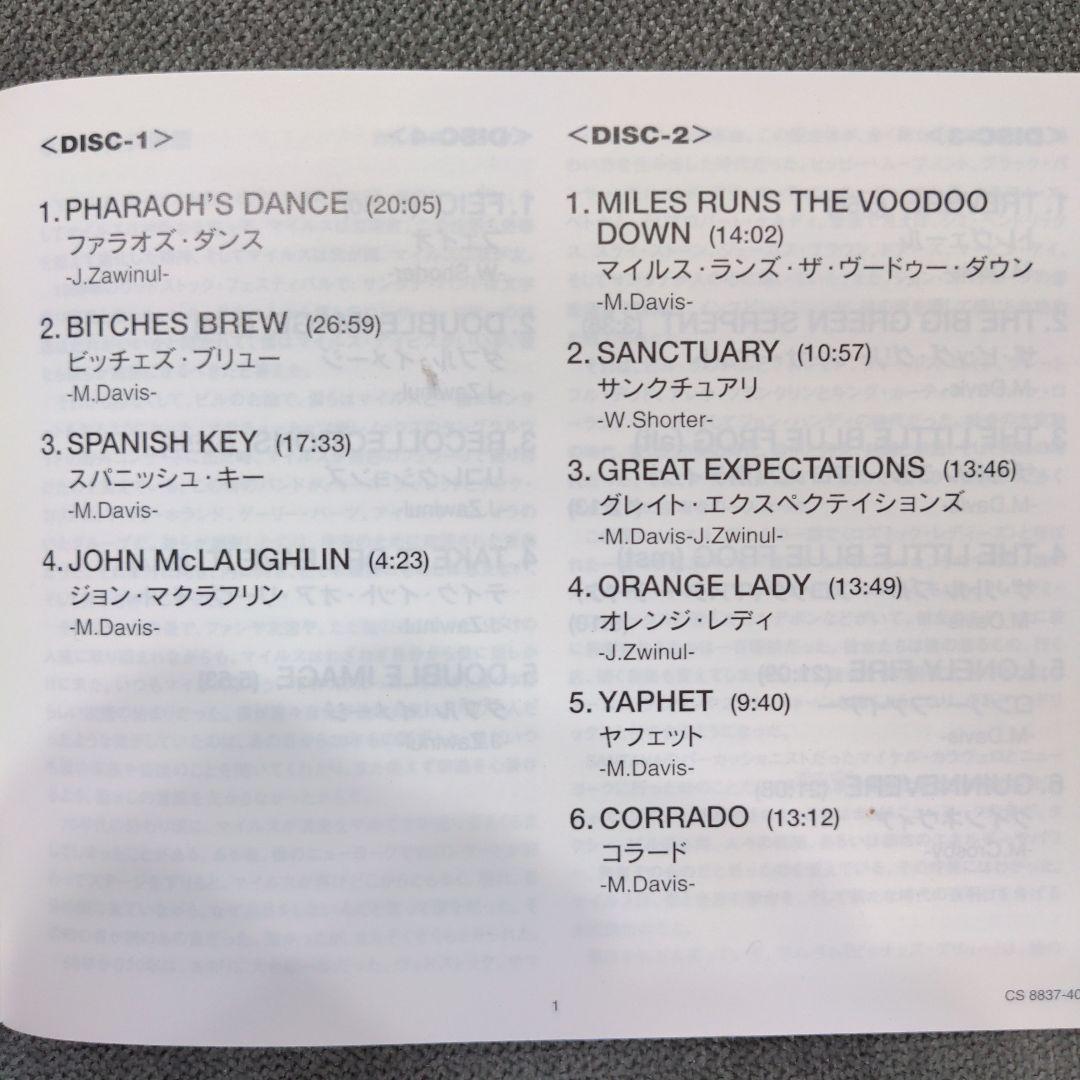 <DISC-1>
1. PHARAOH'S DANCE (20:05)
ファラオズ・ダンス
-J.Zawinul-
2. BITCHES BREW (26:59)
ビッチェズ・ブリュー
-M.Davis-
3. SPANISH KEY (17:33)
スパニッシュ・キー
-M.Davis-
4. JOHN McLAUGHLIN (4:23)
ジョン・マクラフリン
-M.Davis-
<DISC-2>
1. MILES RUNS THE VOODOO
DOWN (14:02)
マイルス・ランズ・ザ・ヴードゥー・ダウン
-M.Davis-
2. SANCTUARY (10:57)
サンクチュアリ
-W.Shorter-
3. GREAT EXPECTATIONS (13:46)
グレイト・エクスペクテイションズ
-M.Davis-J.Zwinul-
4. ORANGE LADY (13:49)
オレンジ・レディ
-J.Zwinul-
5. YAPHET (9:40)
ヤフェット
-M.Davis-
6. CORRADO (13:12)
コラード
-M.Davis-
1
CS 8837-40